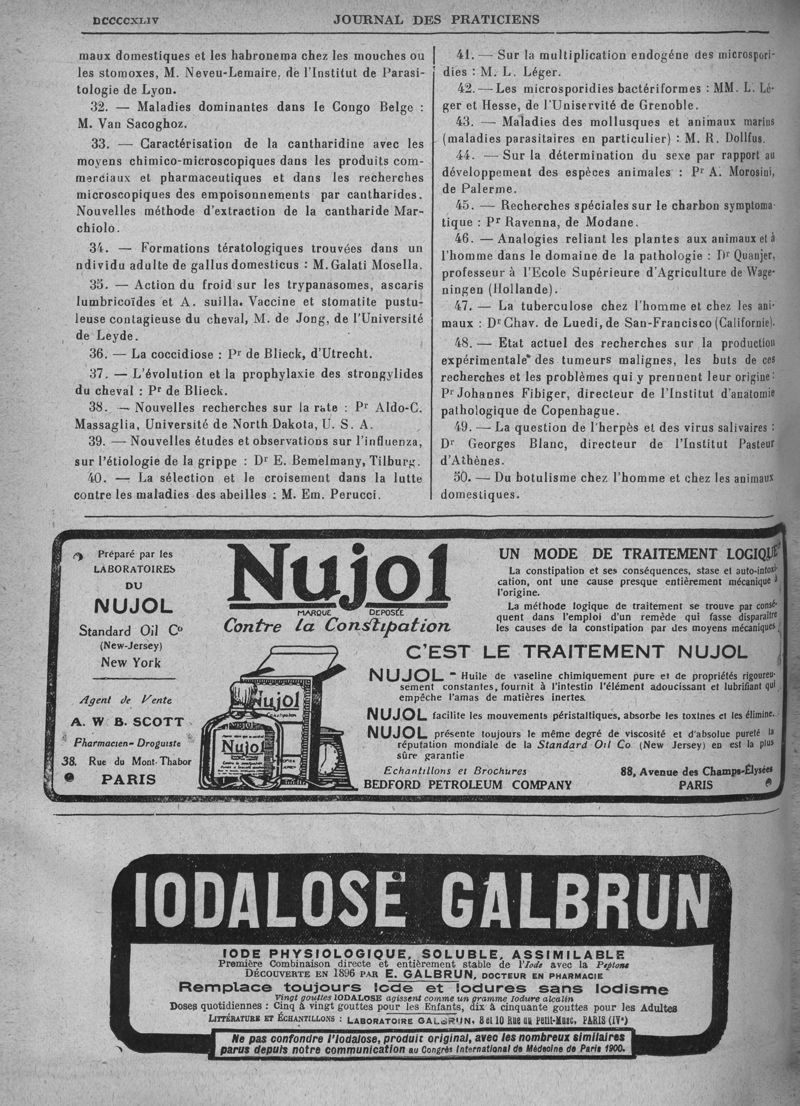 DCCCCXLIV
JOURNAL DES PRATICIENS
maux domestiques et les habronema chez les mouches ou
les stomoxes, M. Neveu-Lemaire, de l'Institut de Parasi-
tologie de Lyon.
32. — Maladies dominantes dans le Congo Belge :
M. Van Sacoghoz.
33. — Caractérisation de la cantharidine avec les
moyens chimico-microscopiques dans les produits com-
merciaux et pharmaceutiques et dans les recherches
microscopiques des empoisonnements par cantharides.
Nouvelles méthode d'extraction de la cantharide Mar-
chiolo.
34. — Formations tératologiques trouvées dans un
ndividu adulte de gallus domesticus : M. Galati Mosella.
35. — Action du froid sur les trypanasomes, ascaris
lumbricoïdes et A. suilla. Vaccine et stomatite pustu-
leuse contagieuse du cheval, M. de Jong, de l'Université
de Leyde.
36. — La coccidiose : Pr de Blieck, d'Utrecht.
37. — L'évolution et la prophylaxie des strongylides
du cheval : Pr de Blieck.
38. — Nouvelles recherches sur la rate : Pr Aldo-C.
Massaglia, Université de North Dakota, U. S. A.
39. — Nouvelles études et observations sur l'influenza,
sur l'étiologie de la grippe : Dr E. Bemelmany, Tilburg.
40. — La sélection et le croisement dans la lutte
contre les maladies des abeilles : M. Em. Perucci.
41. — Sur la multiplication endogéne des microspori-
dies : M. L. Léger.
42. — Les microsporidies bactériformes : MM. L. Lé-
ger et Hesse, de l'Uniservité de Grenoble.
43. — Maladies des mollusques et animaux marins
(maladies parasitaires en particulier) : M. R. Dollfus.
44. — Sur la détermination du sexe par rapport au
développement des espèces animales : Pr A. Morosini,
de Palerme.
45. — Recherches spéciales sur le charbon symptoma-
tique : Pr Ravenna, de Modane.
46. — Analogies reliant les plantes aux animaux et à
l'homme dans le domaine de la pathologie : Dr Quanjer,
professeur à l'Ecole Supérieure d'Agriculture de Wage-
ningen (Hollande).
47. — La tuberculose chez l'homme et chez les ani-
maux : Dr Chav. de Luedi, de San-Francisco (Californie).
48. — Etat actuel des recherches sur la production
expérimentale des tumeurs malignes, les buts de ces
recherches et les problèmes qui y prennent leur origine :
Pr Johannes Fibiger, directeur de l'Institut d'anatomie
pathologique de Copenhague.
49. — La question de l'herpès et des virus salivaires :
Dr Georges Blanc, directeur de l'Institut Pasteur
d'Athènes.
50. — Du botulisme chez l'homme et chez les animaux
domestiques.
Préparé par les
LABORATOIRES
DU
NUJOL
Standard Oil Co
(New-Jersey)
New York
Agent de Vente
A. W B. SCOTT
Pharmacien-Droguiste
38. Rue du Mont-Thabor
PARIS
Nujol
MARQUE DEPOSÉE
Contre la Constipation
Nujol
Nujol
UN MODE DE TRAITEMENT LOGIQUE
La constipation et ses conséquences, stase et auto-intoxi-
cation, ont une cause presque entièrement mécanique à
l'origine.
La méthode logique de traitement se trouve par consé-
quent dans l'emploi d'un remède qui fasse disparaître
les causes de la constipation par des moyens mécaniques
C'EST LE TRAITEMENT NUJOL
NUJOL - Huile de vaseline chimiquement pure et de propriétés rigoureu-
sement constantes, fournit à l'intestin l'élément adoucissant et lubrifiant qui
empêche l'amas de matières inertes.
NUJOL facilite les mouvements péristaltiques, absorbe les toxines et les élimine.
NUJOL présente toujours le même degré de viscosité et d'absolue pureté la
réputation mondiale de la Standard Oil Co (New Jersey) en est la plus
sûre garantie
Echantillons et Brochures
BEDFORD PETROLEUM COMPANY
88, Avenue des Champs-Élysées
PARIS
IODALOSE GALBRUN
IODE PHYSIOLOGIQUE, SOLUBLE, ASSIMILABLE
Première Combinaison directe et entièrement stable de l'Iode avec la Peptone
DÉCOUVERTE EN 1896 PAR E. GALBRUN, DOCTEUR EN PHARMACIE
Remplace toujours Iode et Iodures sans Iodisme
Vingt gouttes IODALOSE agissent comme un gramme Iodure alcalin
Doses quotidiennes : Cinq à vingt gouttes pour les Enfants, dix à cinquante gouttes pour les Adultes
LITTÉRATURE ET ÉCHANTILLONS : LABORATOIRE GALBRUN, 8 et 10 Rue du Petit-Musc, PARIS (IVe)
Ne pas confondre l'Iodalose, produit original, avec les nombreux similaires
parus depuis notre communication au Congrès International de Médecine de Paris 1900.